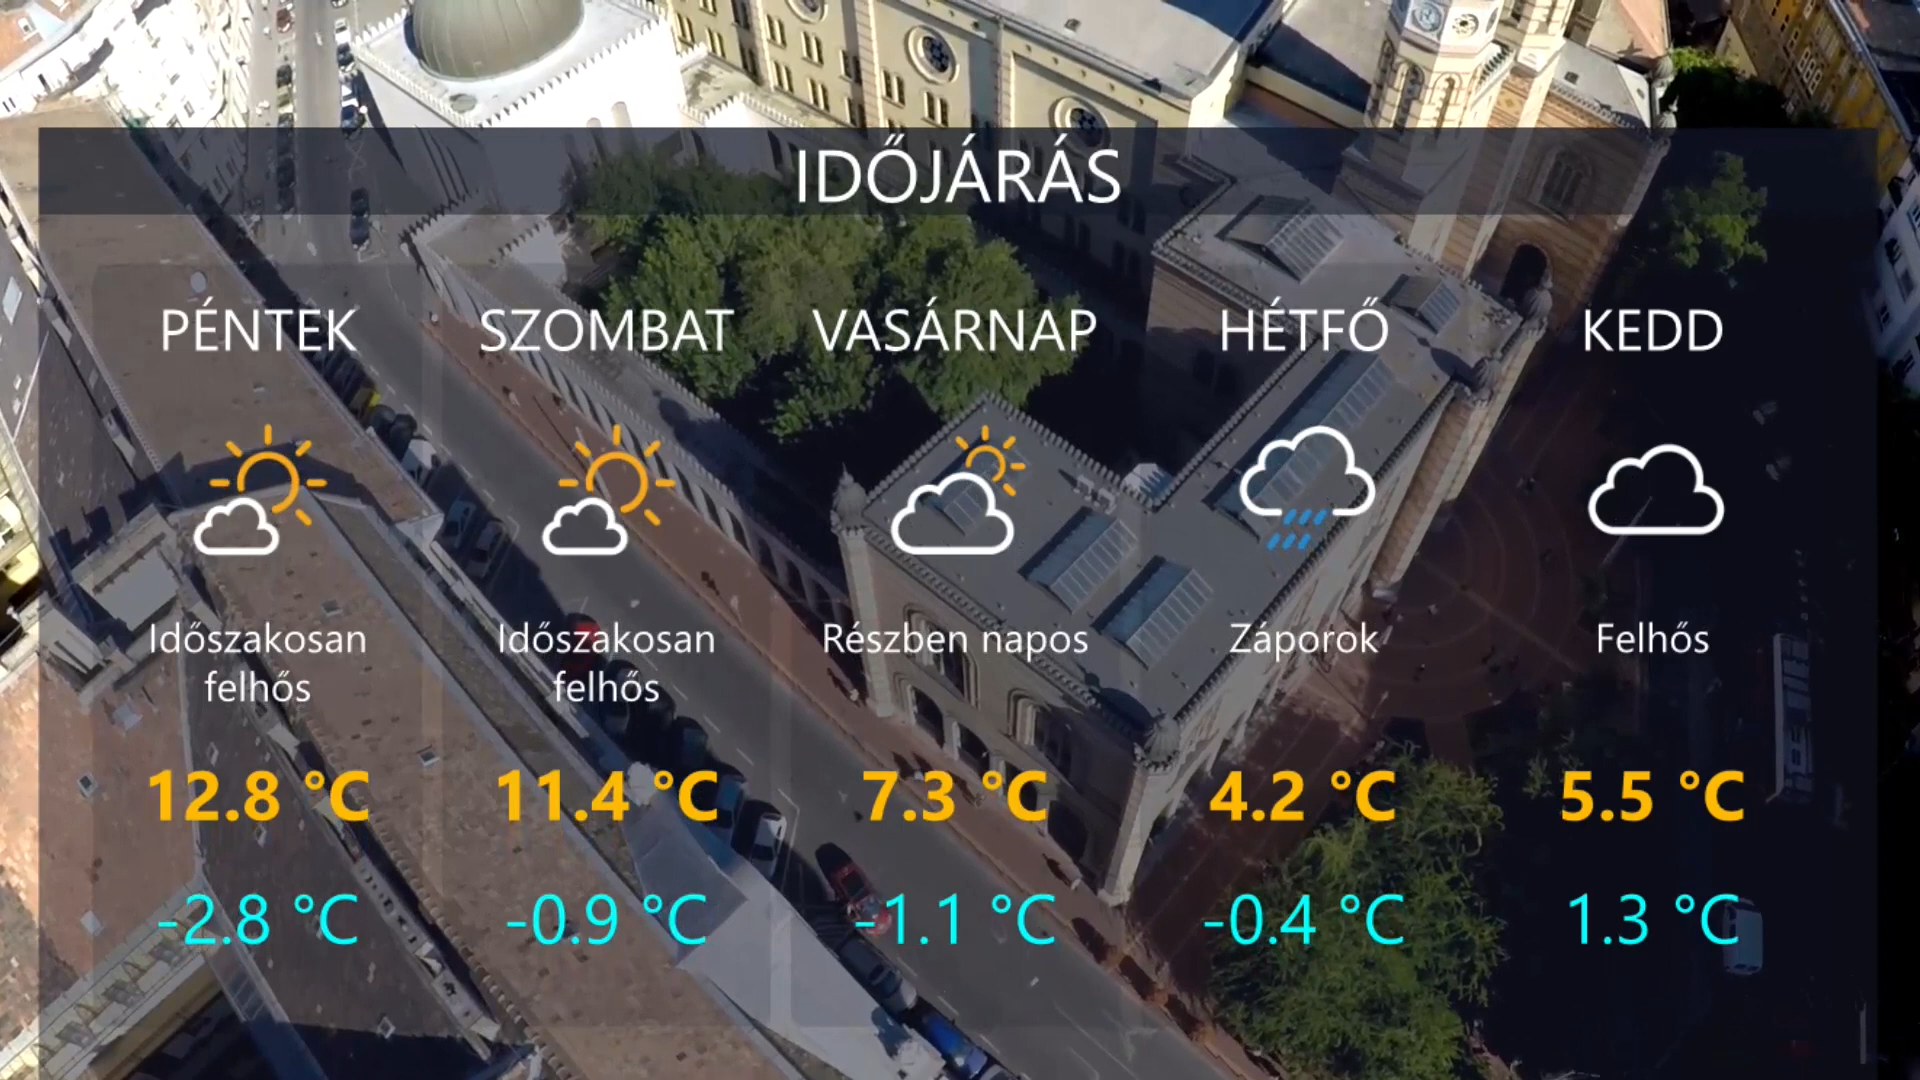 IDŐJÁRÁS
PÉNTEK
Időszakosan
felhős
12.8 °C
-2.8 °C
SZOMBAT
Időszakosan
felhős
11.4 °C
-0.9 °C
VASÁRNAP
Részben napos
7.3 °C
-1.1 °C
HÉTFŐ
Záporok
4.2 °C
-0.4 °C
KEDD
Felhős
5.5 °C
1.3 °C